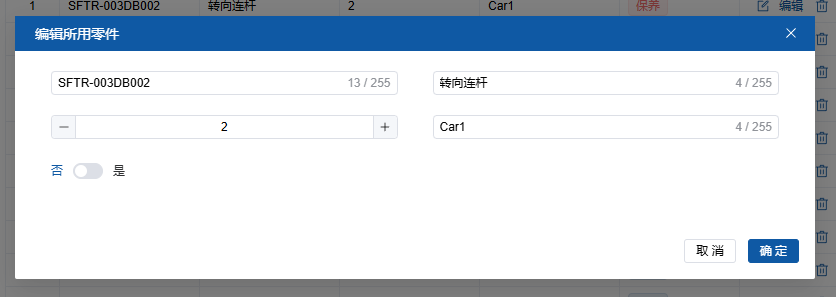 1 SFTR-003DB002 转向连杆 2 Car1 保养 编辑
编辑所用零件
SFTR-003DB002 13 / 255 转向连杆 4 / 255
2 Car1 4 / 255
否 是
取 消 确 定